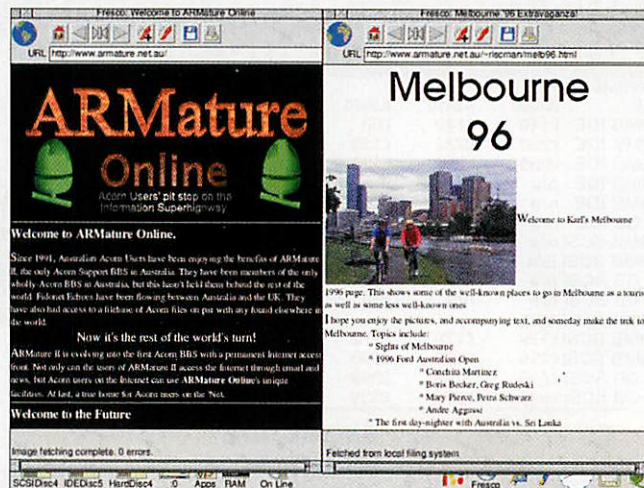 Fresco: Welcome to ARMature Online
URL http://www.armature.net.au/
ARMature
Online
Acorn Users' pit stop on the
Information Superhighway
Welcome to ARMature Online.
Since 1991, Australian Acorn Users have been enjoying the benefits of ARMature
II, the only Acorn Support BBS in Australia. They have been members of the only
wholly-Acorn BBS in Australia, but this hasn't held them behind the rest of the
world. Fidonet Echoes have been flowing between Australia and the UK. They
have also had access to a filebase of Acorn files on par with any found elsewhere in
the world.
Now it's the rest of the world's turn!
ARMature II is evolving into the first Acorn BBS with a permanent Internet access
front. Not only can the users of ARMature II access the Internet through email and
news, but Acorn users on the Internet can use ARMature Online's unique
facilities. At last, a true home for Acorn users on the 'Net.
Welcome to the Future
Image fetching complete. 0 errors.
Fresco: Melbourne '96 Extravaganza!
URL http://www.armature.net.au/~riscman/melb96.html
Melbourne
96
Welcome to Karl's Melbourne
1996 page. This shows some of the well-known places to go in Melbourne as a tourist
as well as some less well-known ones
I hope you enjoy the pictures, and accompanying text, and someday make the trek to
Melbourne. Topics include:
* Sights of Melbourne
* 1996 Ford Australian Open
* Conchita Martinez
* Boris Becker, Greg Rudeski
* Mary Pierce, Petra Schwarz
* Andre Aggassi
* The first day-nighter with Australia vs. Sri Lanka
Fetched from local filing system
SCSIDisc4 IDEDisc5 HardDisc4 :0 Apps RAM On Line
Fresco